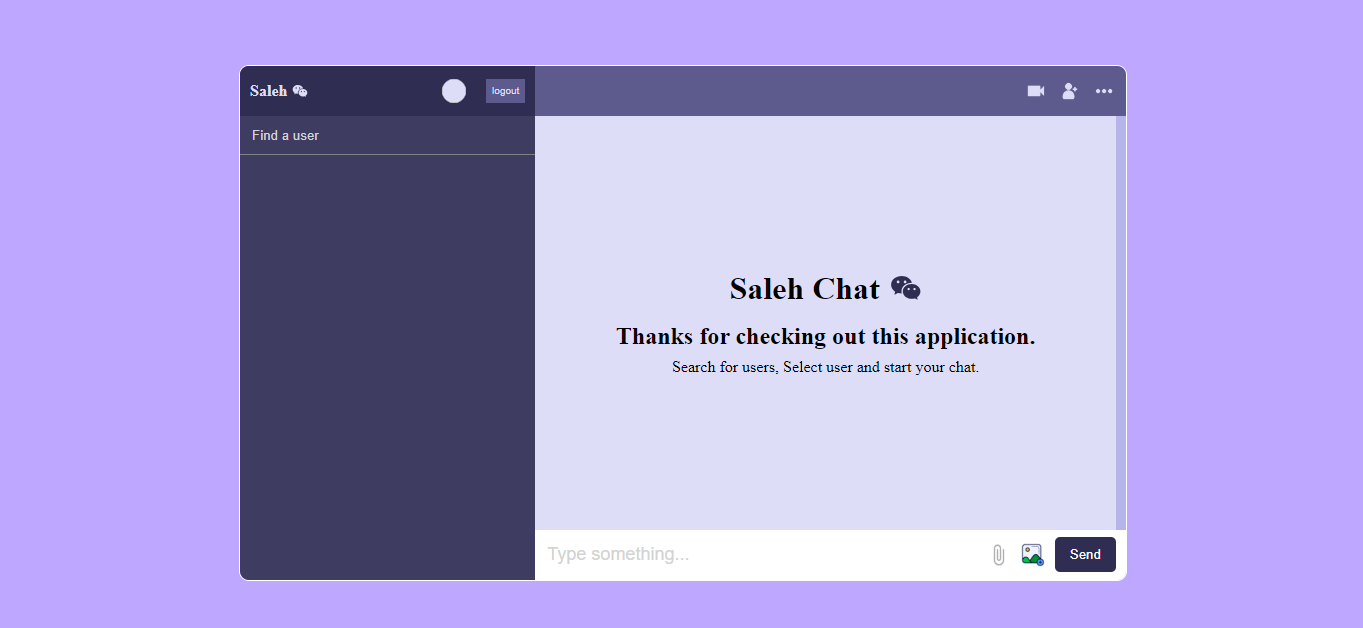 Saleh
logout
Find a user
Saleh Chat
Thanks for checking out this application.
Search for users, Select user and start your chat.
Type something...
Send